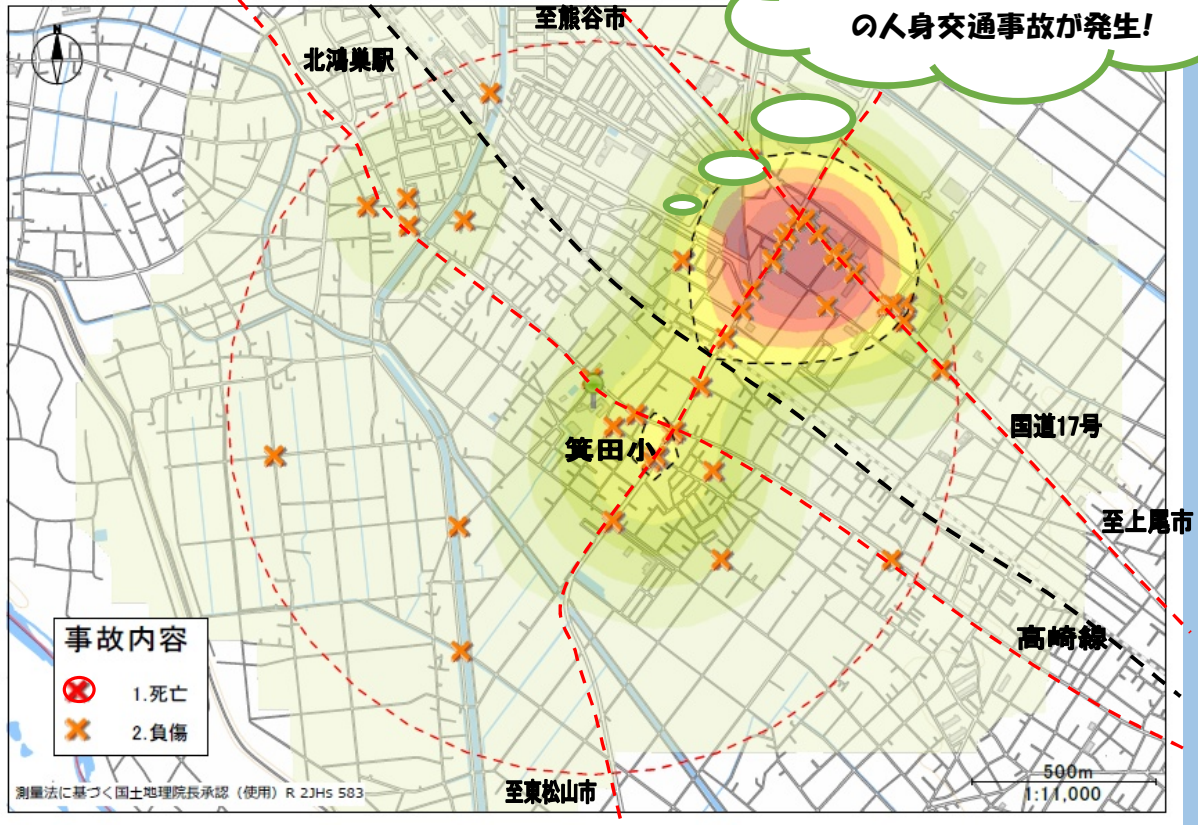 の人身交通事故が発生!
至熊谷市
N
北鴻巣駅
箕田小
国道17号
至上尾市
高崎線
事故内容
1.死亡
2.負傷
測量法に基づく国土地理院長承認(使用)R 2JHs 583
至東松山市
500m
1:11,000